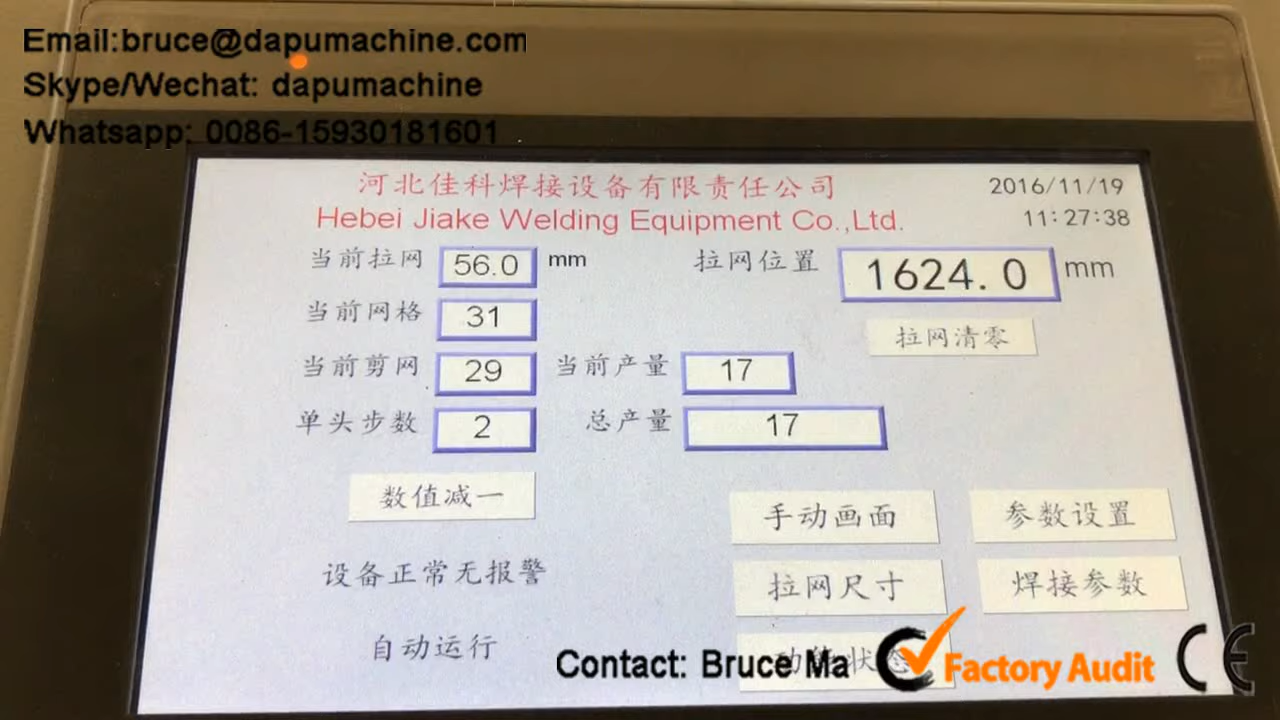 Email:bruce@dapumachine.com
Skype/Wechat: dapumachine
Whatsapp: 0086-15930181601
河北佳科焊接设备有限责任公司
2016/11/19
Hebei Jiake Welding Equipment Co.,Ltd.
11:27:38
当前拉网 56.0 mm
拉网位置 1624.0 mm
当前网格 31
拉网清零
当前剪网 29
当前产量 17
单头步数 2
总产量 17
数值减一
手动画面
参数设置
设备正常无报警
拉网尺寸
焊接参数
自动运行
Contact: Bruce Ma
Factory Audit
CE